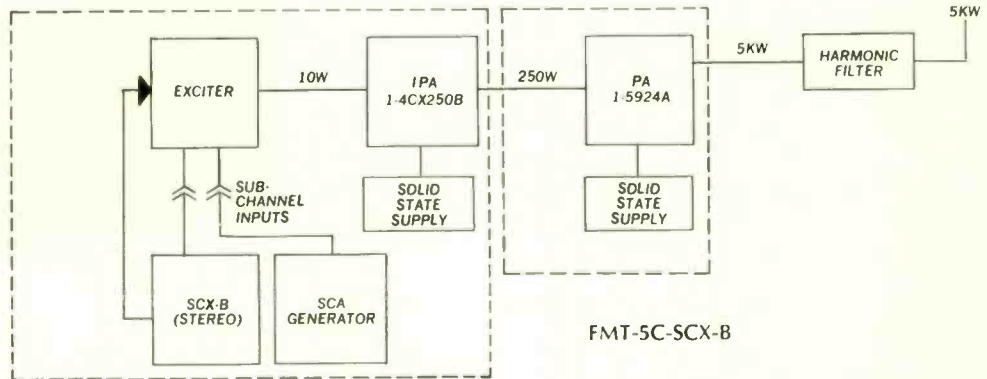 5KW
EXCITER
10W
IPA
1-4CX250B
250W
PA
1-5924A
5KW
HARMONIC
FILTER
SUB-
CHANNEL
INPUTS
SOLID
STATE
SUPPLY
SOLID
STATE
SUPPLY
SCX-B
(STEREO)
SCA
GENERATOR
FMT-5C-SCX-B